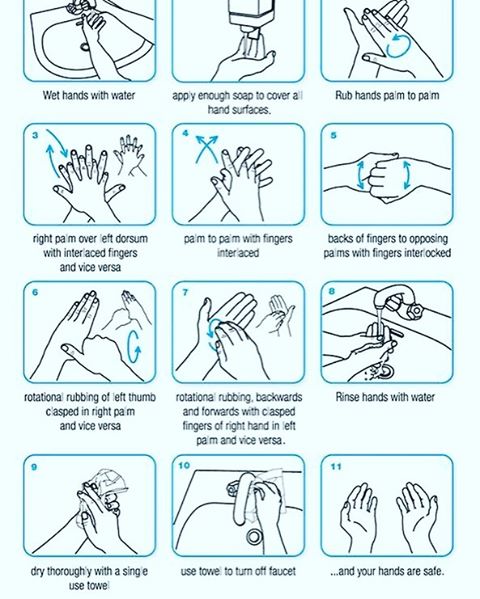 Wet hands with water
apply enough soap to cover all
hand surfaces.
Rub hands palm to palm
3
right palm over left dorsum
with interlaced fingers
and vice versa
4
palm to palm with fingers
interlaced
5
backs of fingers to opposing
palms with fingers interlocked
6
rotational rubbing of left thumb
clasped in right palm
and vice versa
7
rotational rubbing, backwards
and forwards with clasped
fingers of right hand in left
palm and vice versa.
8
Rinse hands with water
9
dry thoroughly with a single
use towel
10
use towel to turn off faucet
11
...and your hands are safe.